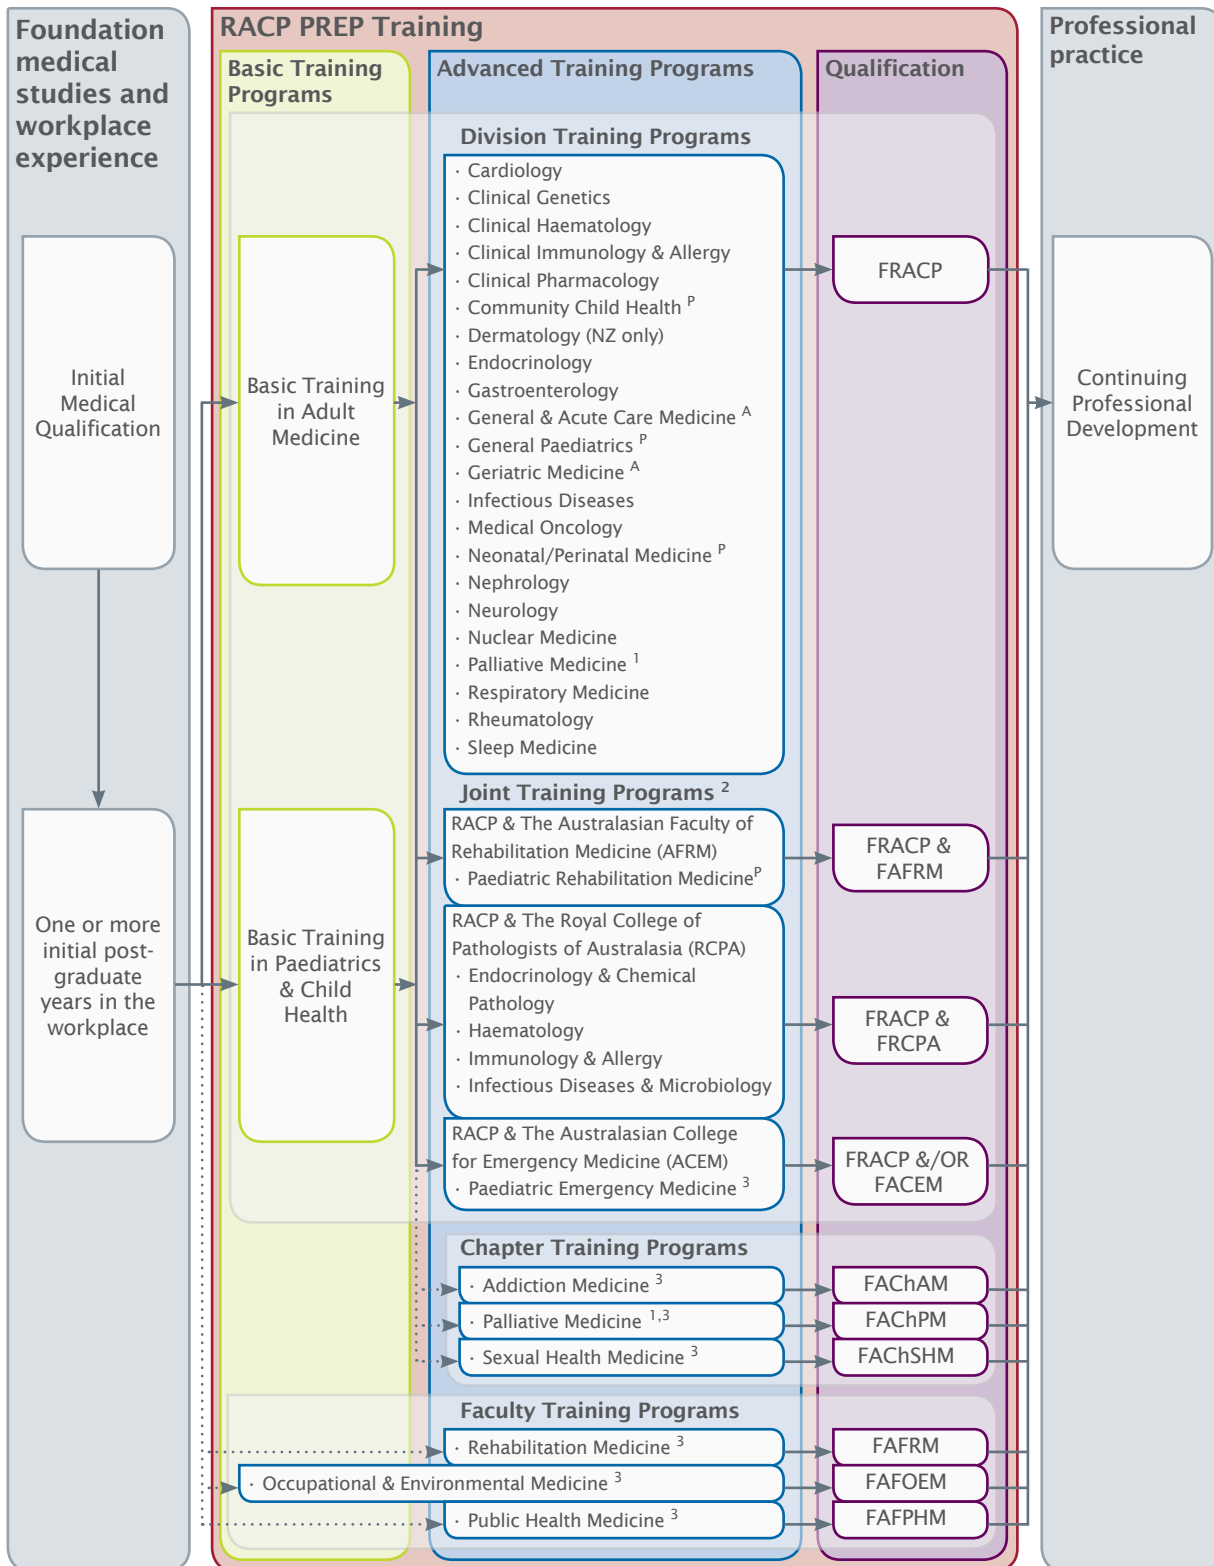 Foundation
medical
studies and
workplace
experience
Initial
Medical
Qualification
One or more
initial post-
graduate
years in the
workplace
RACP PREP Training
Basic Training
Programs
Basic Training
in Adult
Medicine
Basic Training
in Paediatrics
& Child
Health
Advanced Training Programs
Division Training Programs
· Cardiology
· Clinical Genetics
· Clinical Haematology
· Clinical Immunology & Allergy
· Clinical Pharmacology
· Community Child Health P
· Dermatology (NZ only)
· Endocrinology
· Gastroenterology
· General & Acute Care Medicine A
· General Paediatrics P
· Geriatric Medicine A
· Infectious Diseases
· Medical Oncology
· Neonatal/Perinatal Medicine P
· Nephrology
· Neurology
· Nuclear Medicine
· Palliative Medicine 1
· Respiratory Medicine
· Rheumatology
· Sleep Medicine
Joint Training Programs 2
RACP & The Australasian Faculty of
Rehabilitation Medicine (AFRM)
· Paediatric Rehabilitation MedicineP
RACP & The Royal College of
Pathologists of Australasia (RCPA)
· Endocrinology & Chemical
Pathology
· Haematology
· Immunology & Allergy
· Infectious Diseases & Microbiology
RACP & The Australasian College
for Emergency Medicine (ACEM)
· Paediatric Emergency Medicine 3
Chapter Training Programs
· Addiction Medicine 3
· Palliative Medicine 1,3
· Sexual Health Medicine 3
Faculty Training Programs
· Rehabilitation Medicine 3
· Occupational & Environmental Medicine 3
· Public Health Medicine 3
Qualification
FRACP
FRACP &
FAFRM
FRACP &
FRCPA
FRACP &/OR
FACEM
FAChAM
FAChPM
FAChSHM
FAFRM
FAFOEM
FAFPHM
Professional
practice
Continuing
Professional
Development